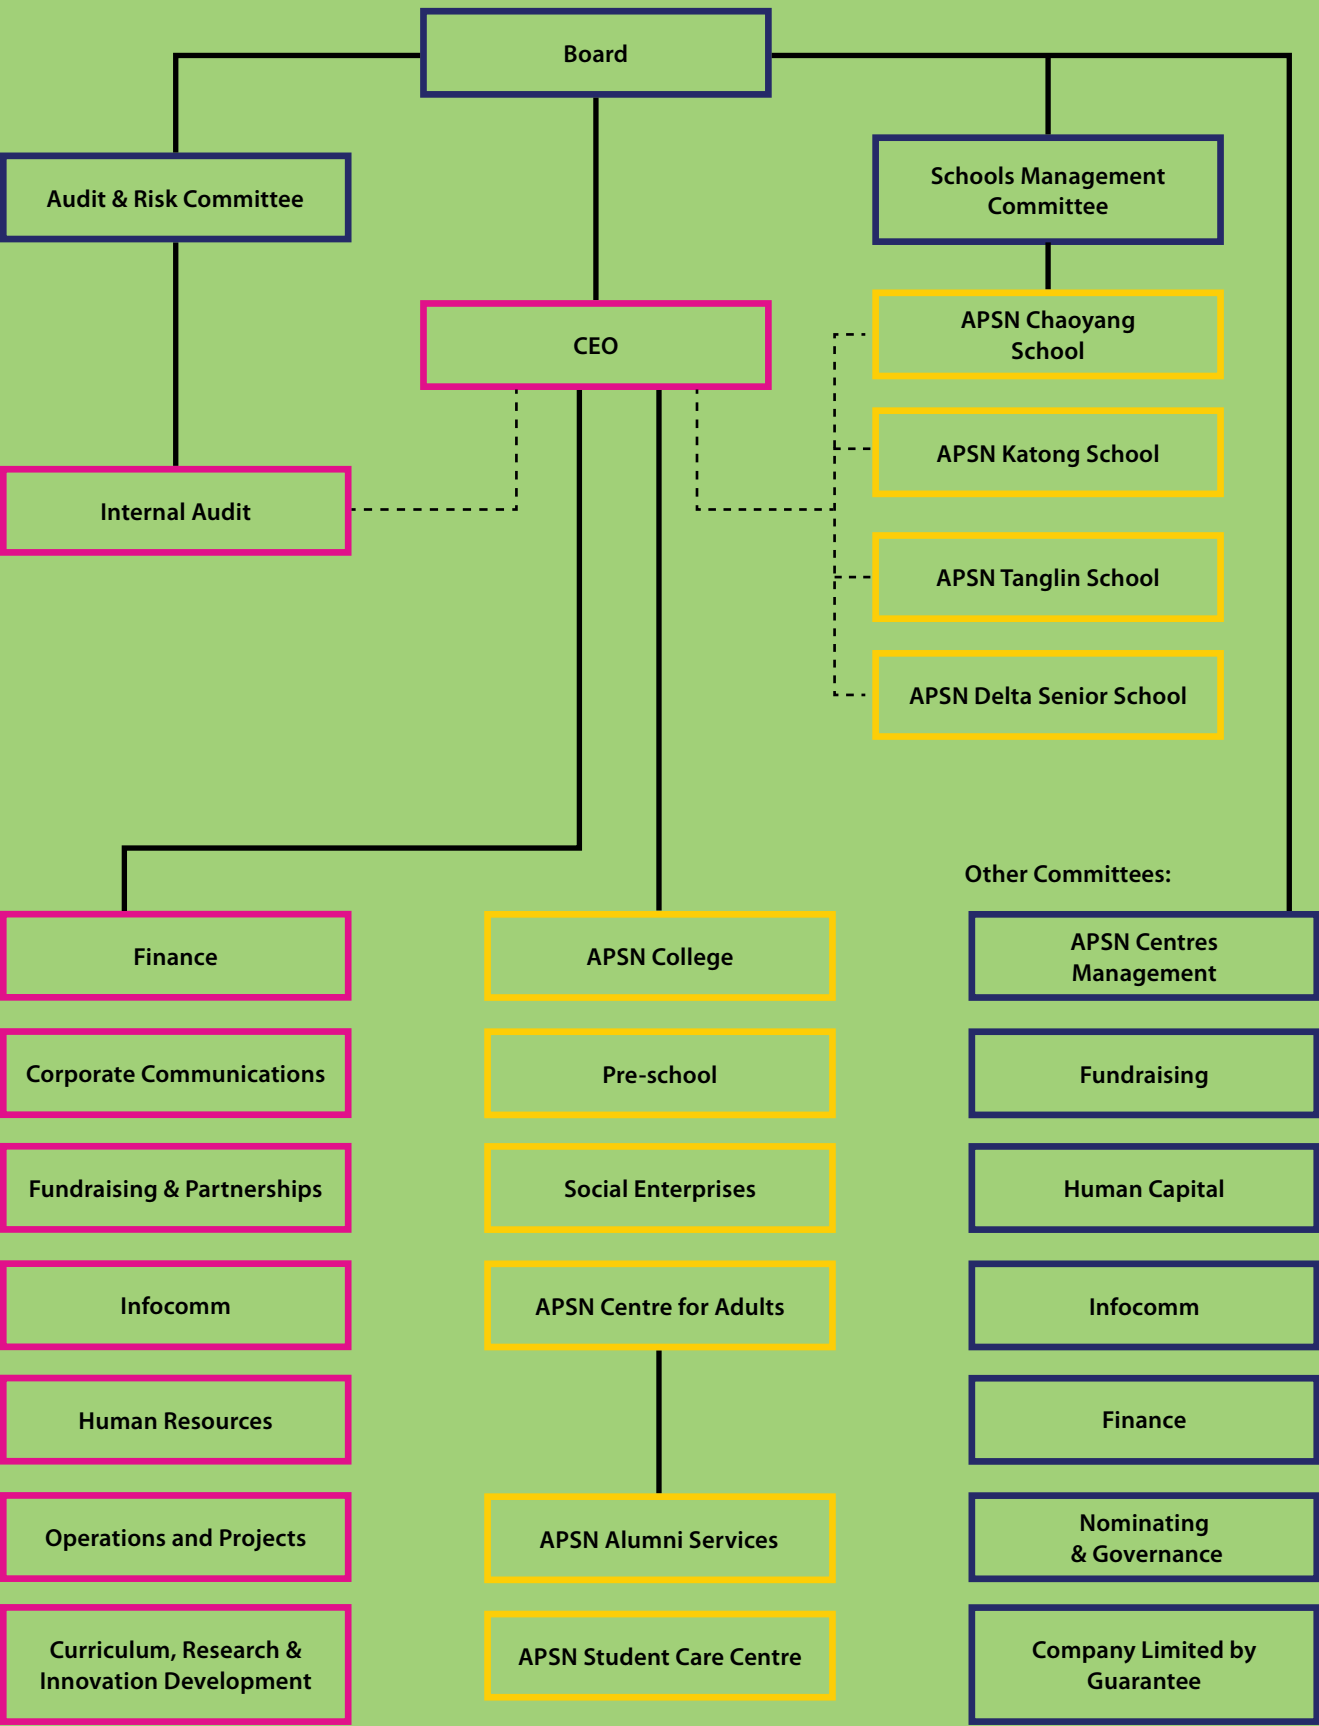 Board
Audit & Risk Committee
Schools Management
Committee
CEO
APSN Chaoyang
School
APSN Katong School
Internal Audit
APSN Tanglin School
APSN Delta Senior School
Other Committees:
Finance
Corporate Communications
Fundraising & Partnerships
Infocomm
Human Resources
Operations and Projects
Curriculum, Research &
Innovation Development
APSN College
Pre-school
Social Enterprises
APSN Centre for Adults
APSN Alumni Services
APSN Student Care Centre
APSN Centres
Management
Fundraising
Human Capital
Infocomm
Finance
Nominating
& Governance
Company Limited by
Guarantee